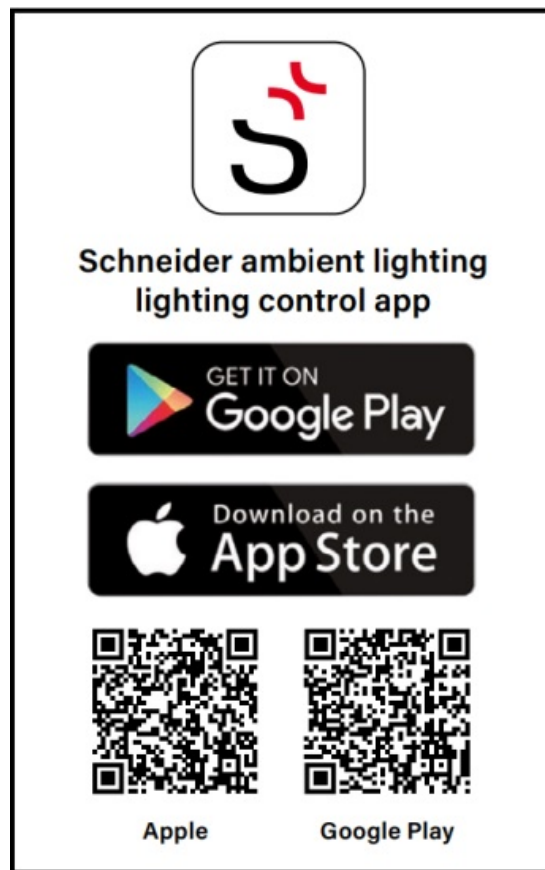 S
Schneider ambient lighting
lighting control app
GET IT ON
Google Play
Download on the
App Store
Apple
Google Play